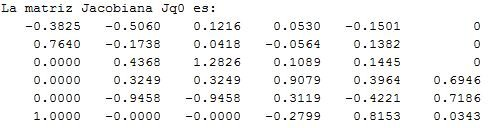 La matriz Jacobiana Jq0 es:
-0.3825 -0.5060 0.1216 0.0530 -0.1501 0
0.7640 -0.1738 0.0418 -0.0564 0.1382 0
0.0000 0.4368 1.2826 0.1089 0.1445 0
0.0000 0.3249 0.3249 0.9079 0.3964 0.6946
0.0000 -0.9458 -0.9458 0.3119 -0.4221 0.7186
1.0000 -0.0000 -0.0000 -0.2799 0.8153 0.0343